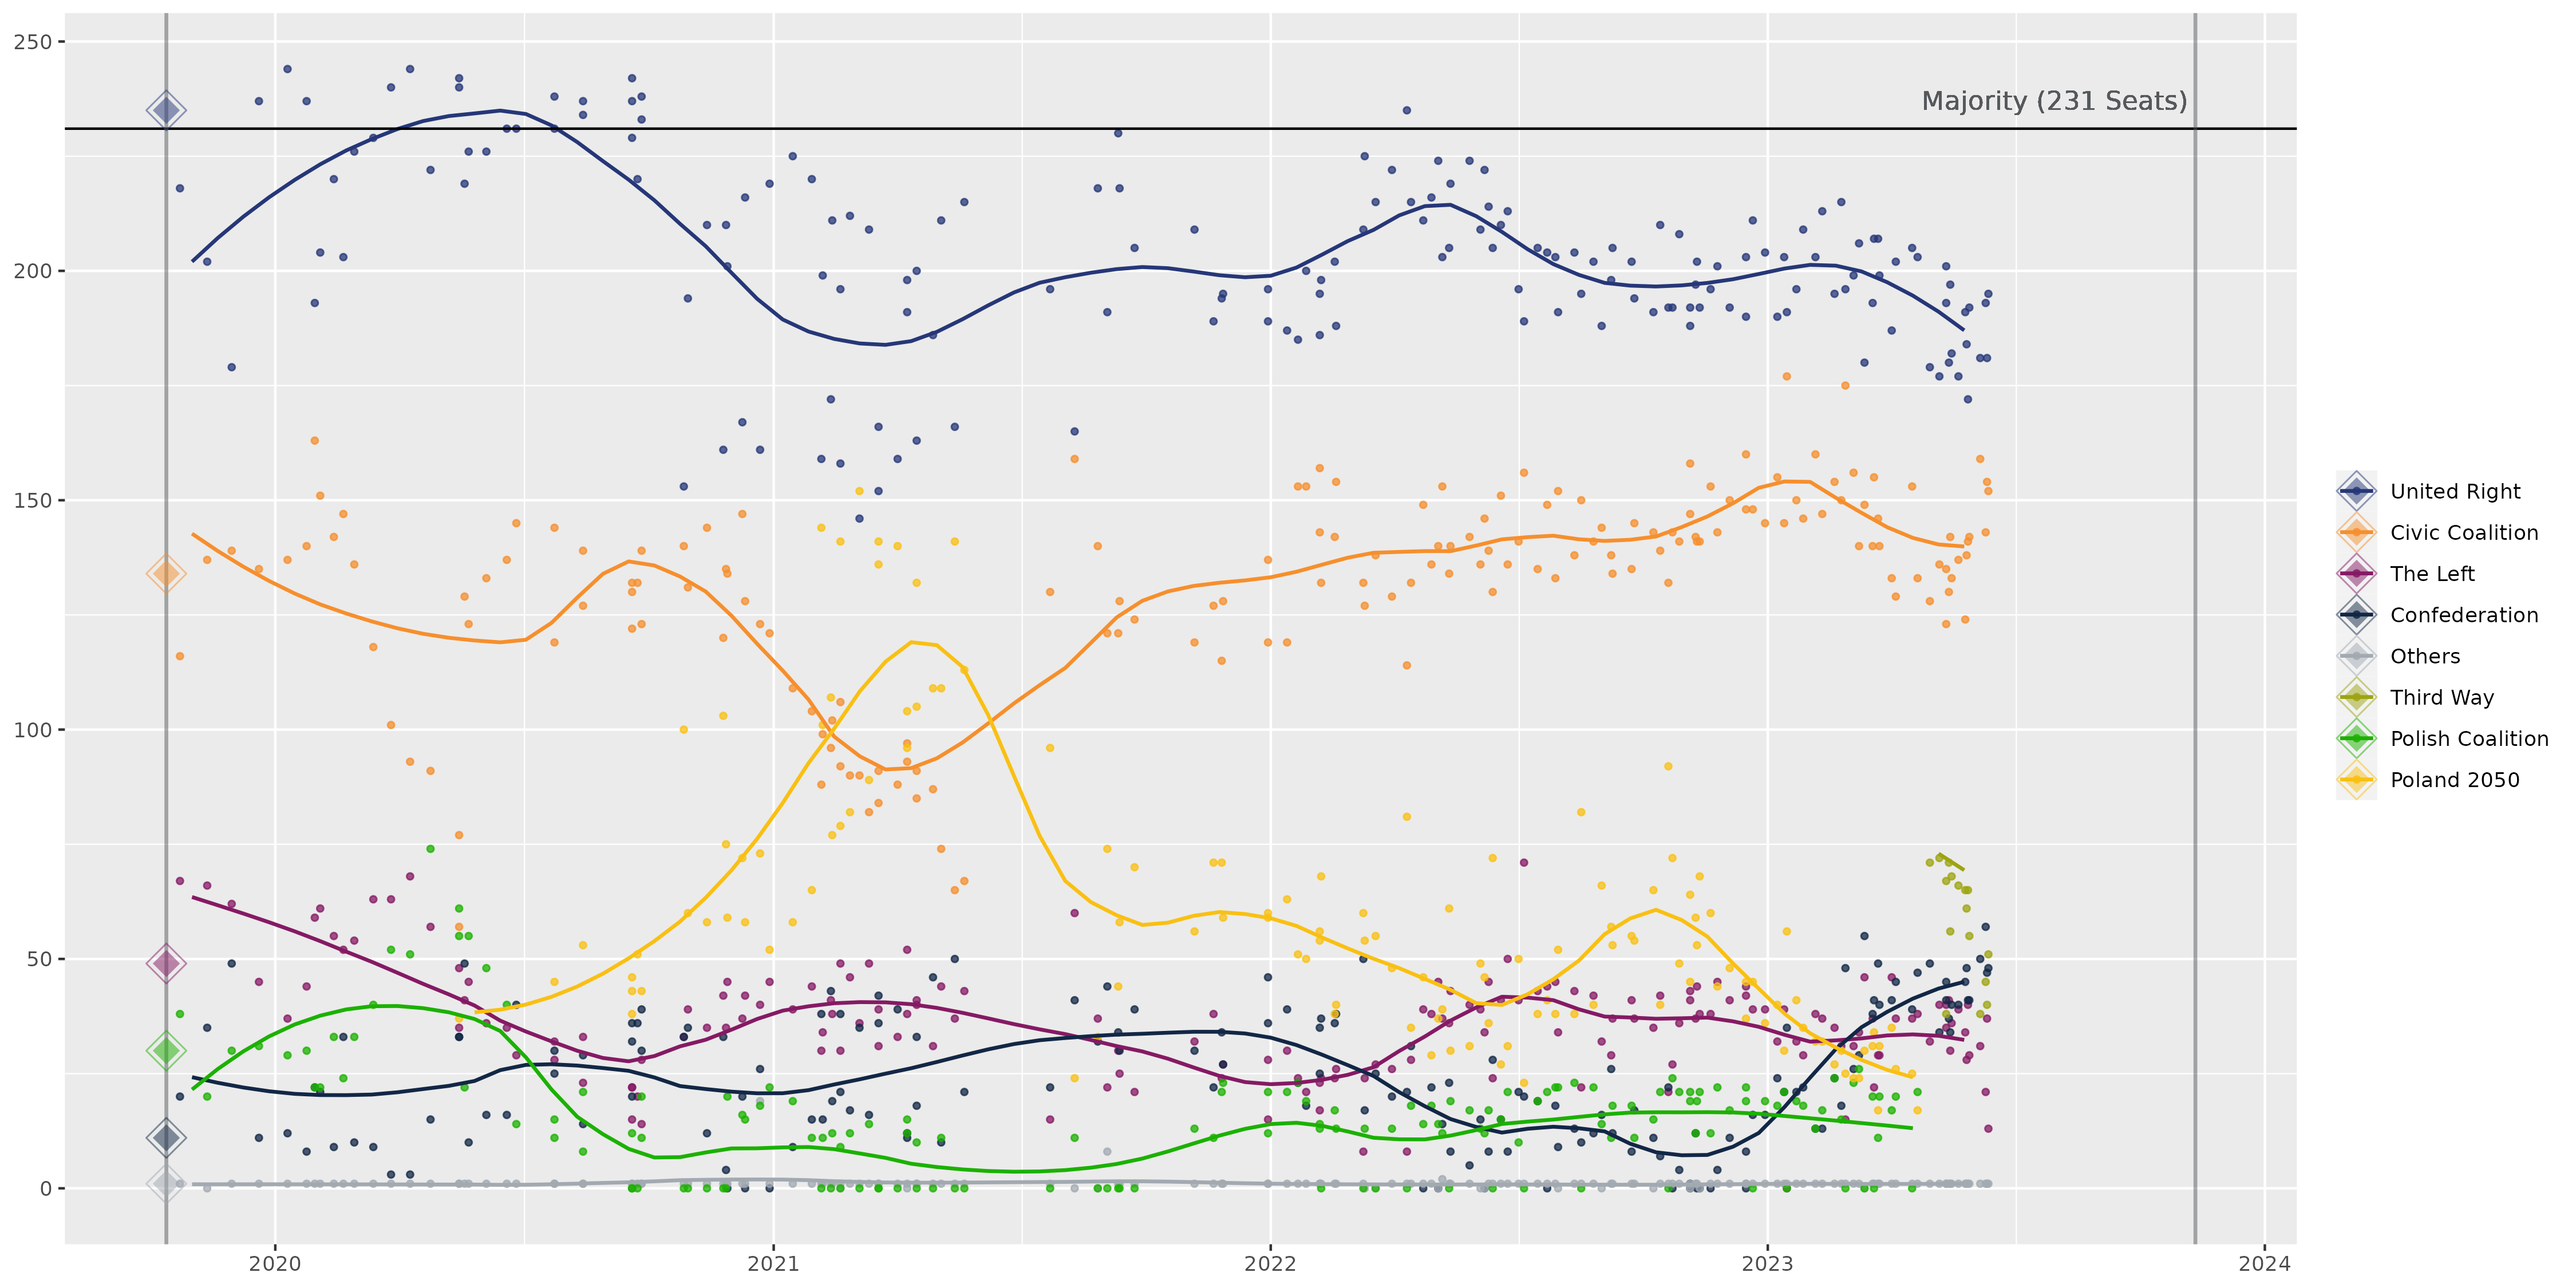 250
200
150
100
50
0
Majority (231 Seats)
2020
2021
2022
2023
2024
United Right
Civic Coalition
The Left
Confederation
Others
Third Way
Polish Coalition
Poland 2050